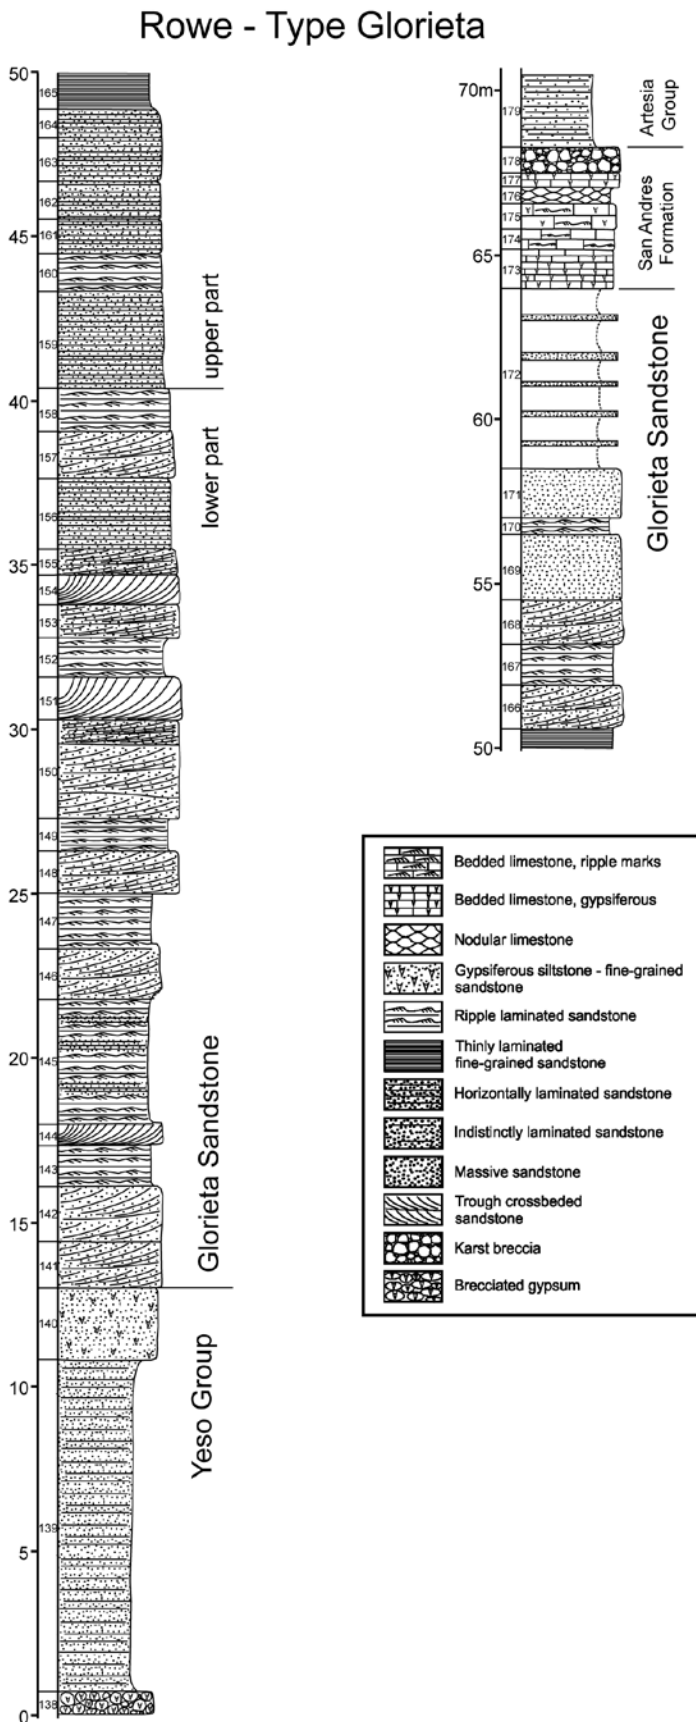 Rowe - Type Glorieta
50
165
164
163
162
161
45
160
159
upper part
40
158
lower part
157
156
35
155
154
153
152
151
30
150
149
148
25
147
146
20
145
144
143
Glorieta Sandstone
142
15
141
140
10
Yeso Group
139
5
138
0
70m
179
Artesia
Group
178
177
176
175
174
173
San Andres
Formation
65
172
60
171
170
Glorieta Sandstone
169
55
168
167
166
50
Bedded limestone, ripple marks
Bedded limestone, gypsiferous
Nodular limestone
Gypsiferous siltstone - fine-grained
sandstone
Ripple laminated sandstone
Thinly laminated
fine-grained sandstone
Horizontally laminated sandstone
Indistinctly laminated sandstone
Massive sandstone
Trough crossbeded
sandstone
Karst breccia
Brecciated gypsum